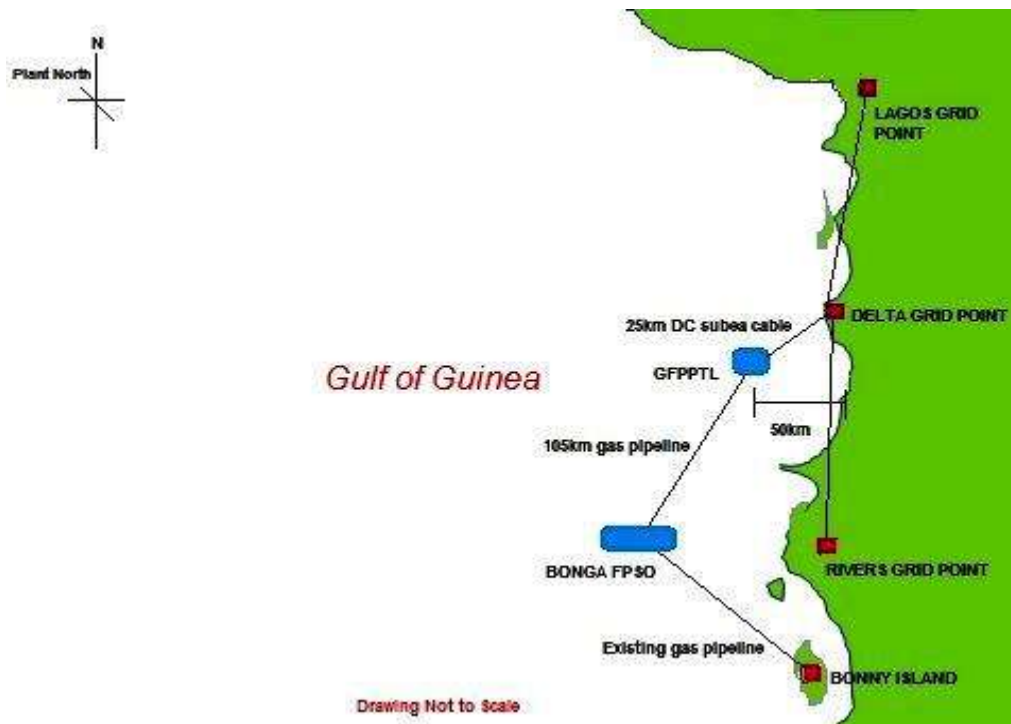 N
Plant North
LAGOS GRID
POINT
25km DC subea cable
DELTA GRID POINT
GFPPTL
Gulf of Guinea
50km
105km gas pipeline
BONGA FPSO
RIVERS GRID POINT
Existing gas pipeline
BONNY ISLAND
Drawing Not to Scale